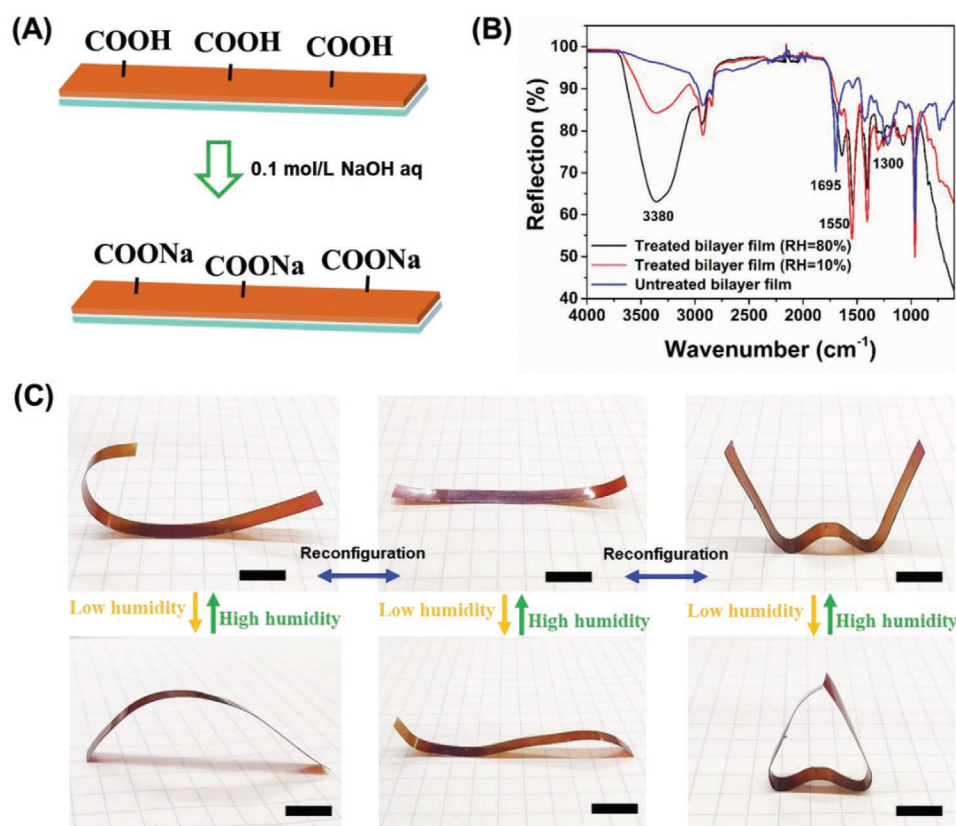 (A)
COOH COOH COOH
0.1 mol/L NaOH aq
COONa COONa COONa
(B)
Reflection (%)
100
90
80
70
60
50
40
3380
1695
1550
1300
Treated bilayer film (RH=80%)
Treated bilayer film (RH=10%)
Untreated bilayer film
4000 3500 3000 2500 2000 1500 1000
Wavenumber (cm⁻¹)
(C)
Reconfiguration Reconfiguration
Low humidity High humidity Low humidity High humidity Low humidity High humidity